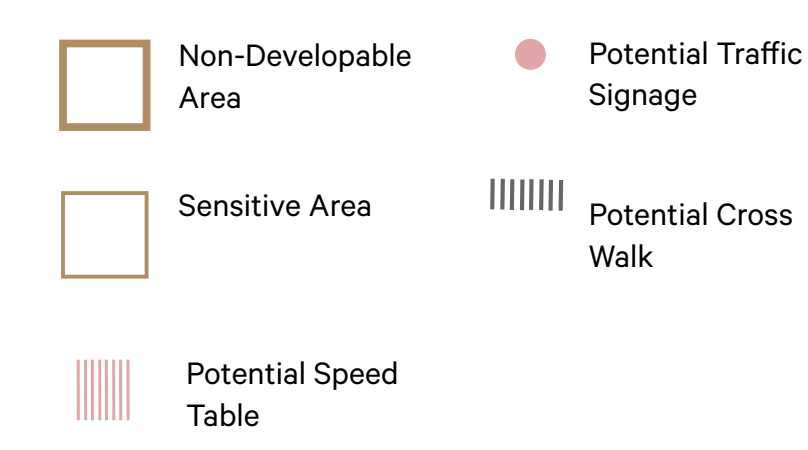 Non-Developable
Area
Potential Traffic
Signage
Sensitive Area
Potential Cross
Walk
Potential Speed
Table